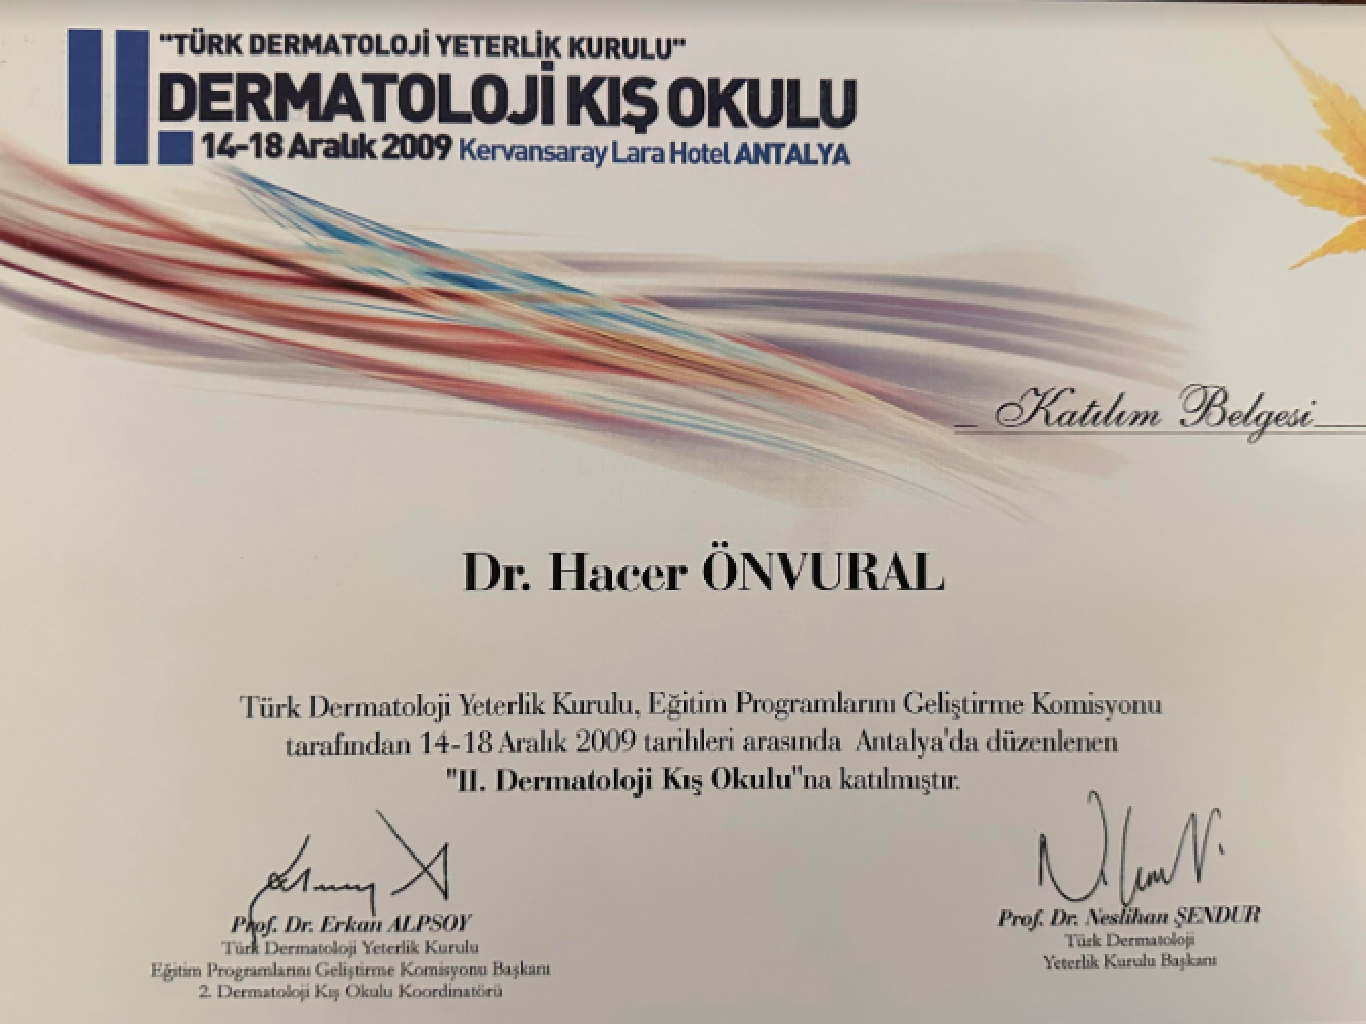 "TÜRK DERMATOLOJİ YETERLİK KURULU"
II. DERMATOLOJİ KIŞ OKULU
14-18 Aralık 2009 Kervansaray Lara Hotel ANTALYA
Katılım Belgesi
Dr. Hacer ÖNVURAL
Türk Dermatoloji Yeterlik Kurulu, Eğitim Programlarını Geliştirme Komisyonu
tarafından 14-18 Aralık 2009 tarihleri arasında Antalya'da düzenlenen
"II. Dermatoloji Kış Okulu"na katılmıştır.
Prof. Dr. Erkan ALPSOY
Türk Dermatoloji Yeterlik Kurulu
Eğitim Programlarını Geliştirme Komisyonu Başkanı
2. Dermatoloji Kış Okulu Koordinatörü
Prof. Dr. Neslihan ŞENDUR
Türk Dermatoloji
Yeterlik Kurulu Başkanı